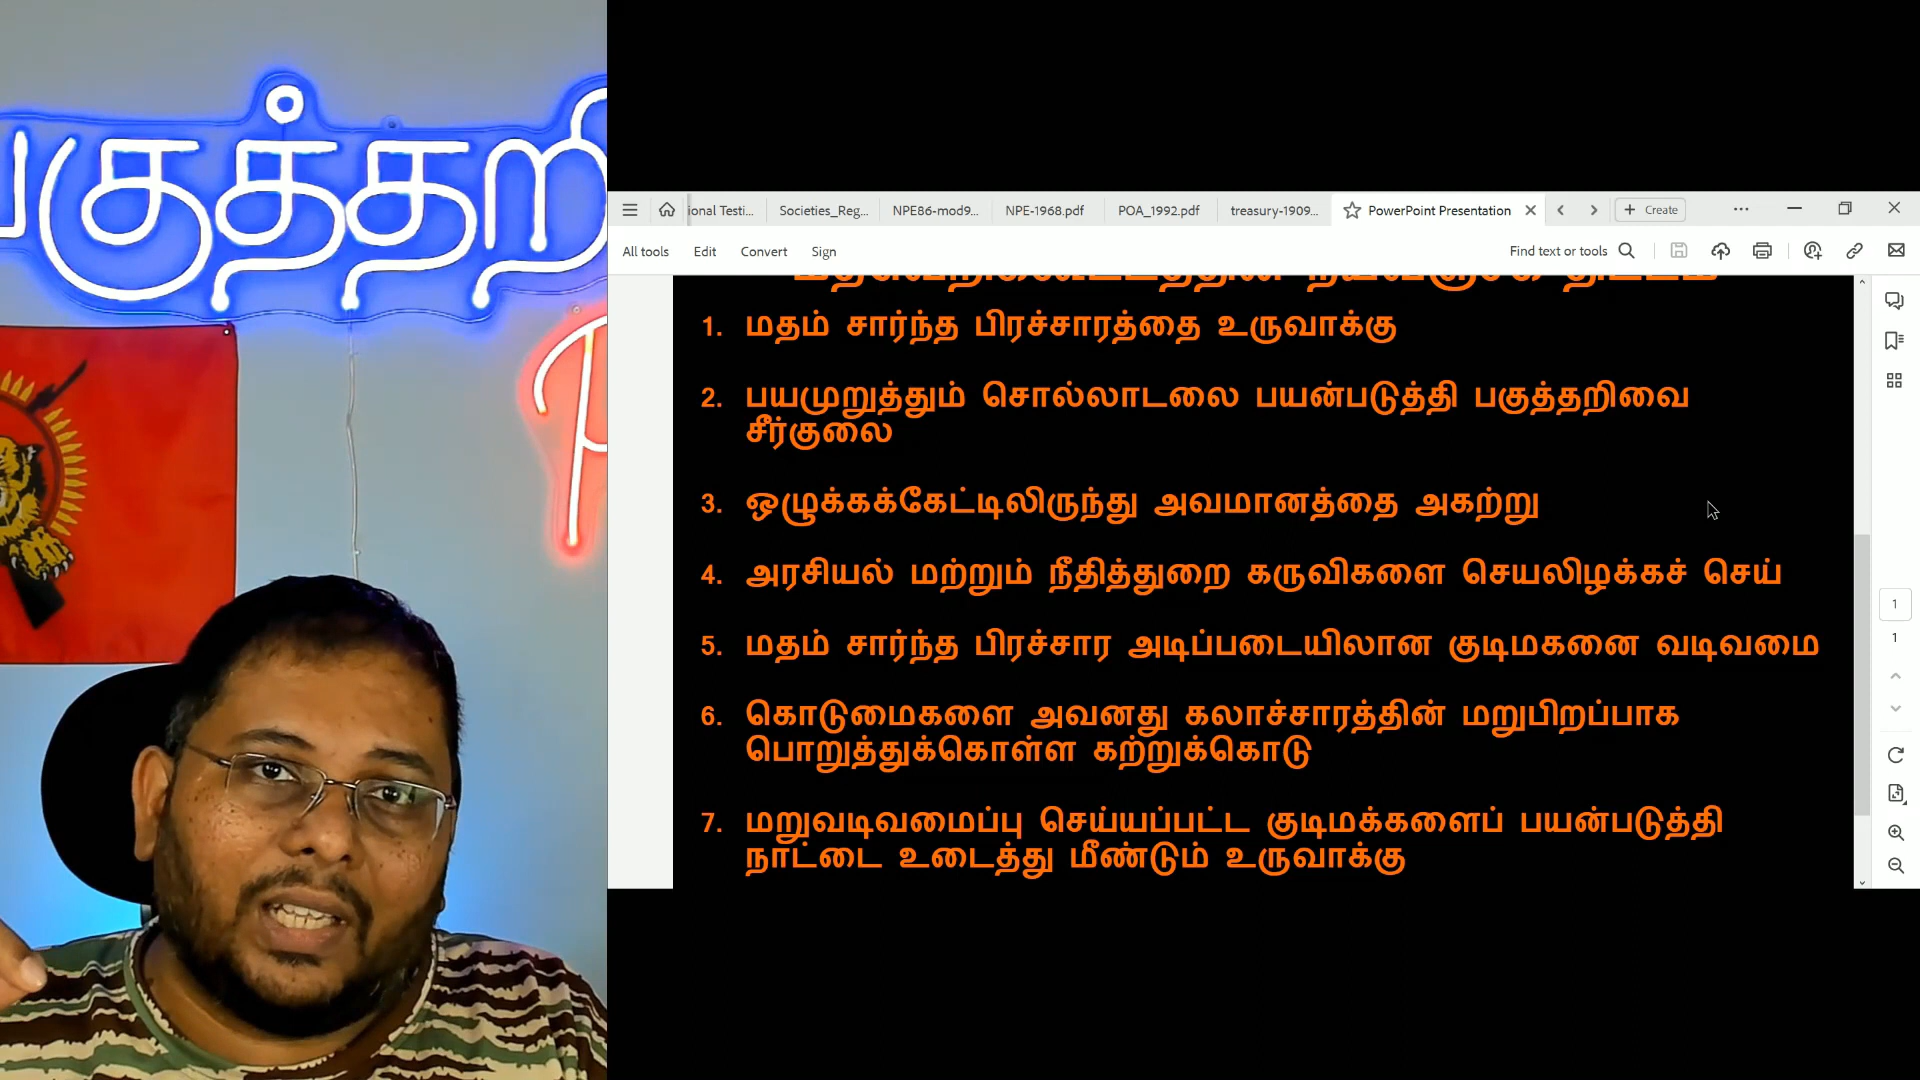 பகுத்தறி
ional Testi...
Societies_Reg...
NPE86-mod9...
NPE-1968.pdf
POA_1992.pdf
treasury-1909...
PowerPoint Presentation
Create
All tools
Edit
Convert
Sign
Find text or tools
1. மதம் சார்ந்த பிரச்சாரத்தை உருவாக்கு
2. பயமுறுத்தும் சொல்லாடலை பயன்படுத்தி பகுத்தறிவை
சீர்குலை
3. ஒழுக்கக்கேட்டிலிருந்து அவமானத்தை அகற்று
4. அரசியல் மற்றும் நீதித்துறை கருவிகளை செயலிழக்கச் செய்
5. மதம் சார்ந்த பிரச்சார அடிப்படையிலான குடிமகனை வடிவமை
6. கொடுமைகளை அவனது கலாச்சாரத்தின் மறுபிறப்பாக
பொறுத்துக்கொள்ள கற்றுக்கொடு
7. மறுவடிவமைப்பு செய்யப்பட்ட குடிமக்களைப் பயன்படுத்தி
நாட்டை உடைத்து மீண்டும் உருவாக்கு
1
1